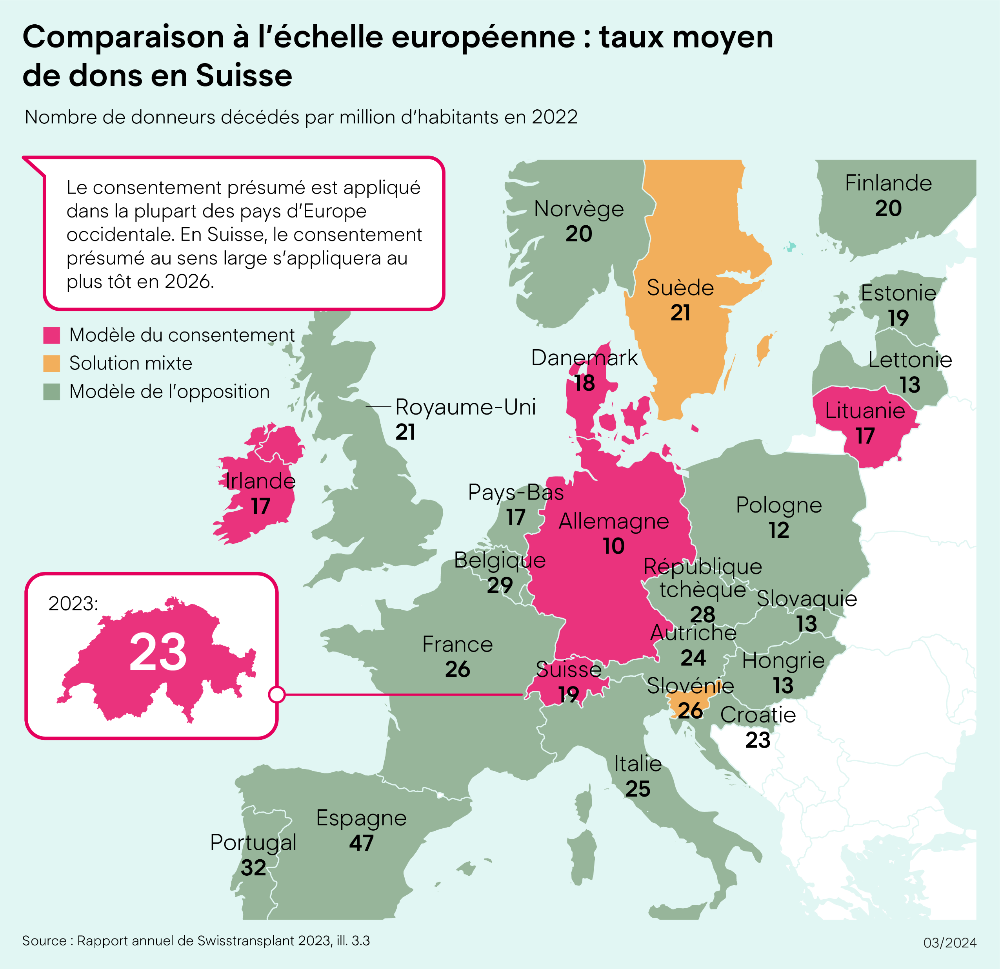 Comparaison à l’échelle européenne : taux moyen
de dons en Suisse
Nombre de donneurs décédés par million d’habitants en 2022
Le consentement présumé est appliqué
dans la plupart des pays d’Europe
occidentale. En Suisse, le consentement
présumé au sens large s’appliquera au
plus tôt en 2026.
Modèle du consentement
Solution mixte
Modèle de l’opposition
Norvège
20
Finlande
20
Suède
21
Estonie
19
Lettonie
13
Lituanie
17
Danemark
18
Royaume-Uni
21
Irlande
17
Pays-Bas
17
Allemagne
10
Pologne
12
Belgique
29
République
tchèque
28
Slovaquie
13
Autriche
24
Hongrie
13
France
26
Suisse
19
Slovénie
26
Croatie
23
2023:
23
Italie
25
Espagne
47
Portugal
32
Source : Rapport annuel de Swisstransplant 2023, ill. 3.3
03/2024